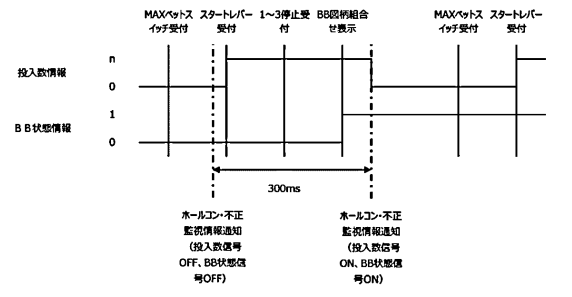 MAXベットス
イッチ受付
スタートレバー
受付
1～3停止受
付
BB図柄組合
せ表示
MAXベットス
イッチ受付
スタートレバー
受付
投入数情報
n
0
BB状態情報
1
0
300ms
ホールコン・不正
監視情報通知
(投入数信号
OFF、BB状態信
号OFF)
ホールコン・不正
監視情報通知
(投入数信号
ON、BB状態信
号ON)